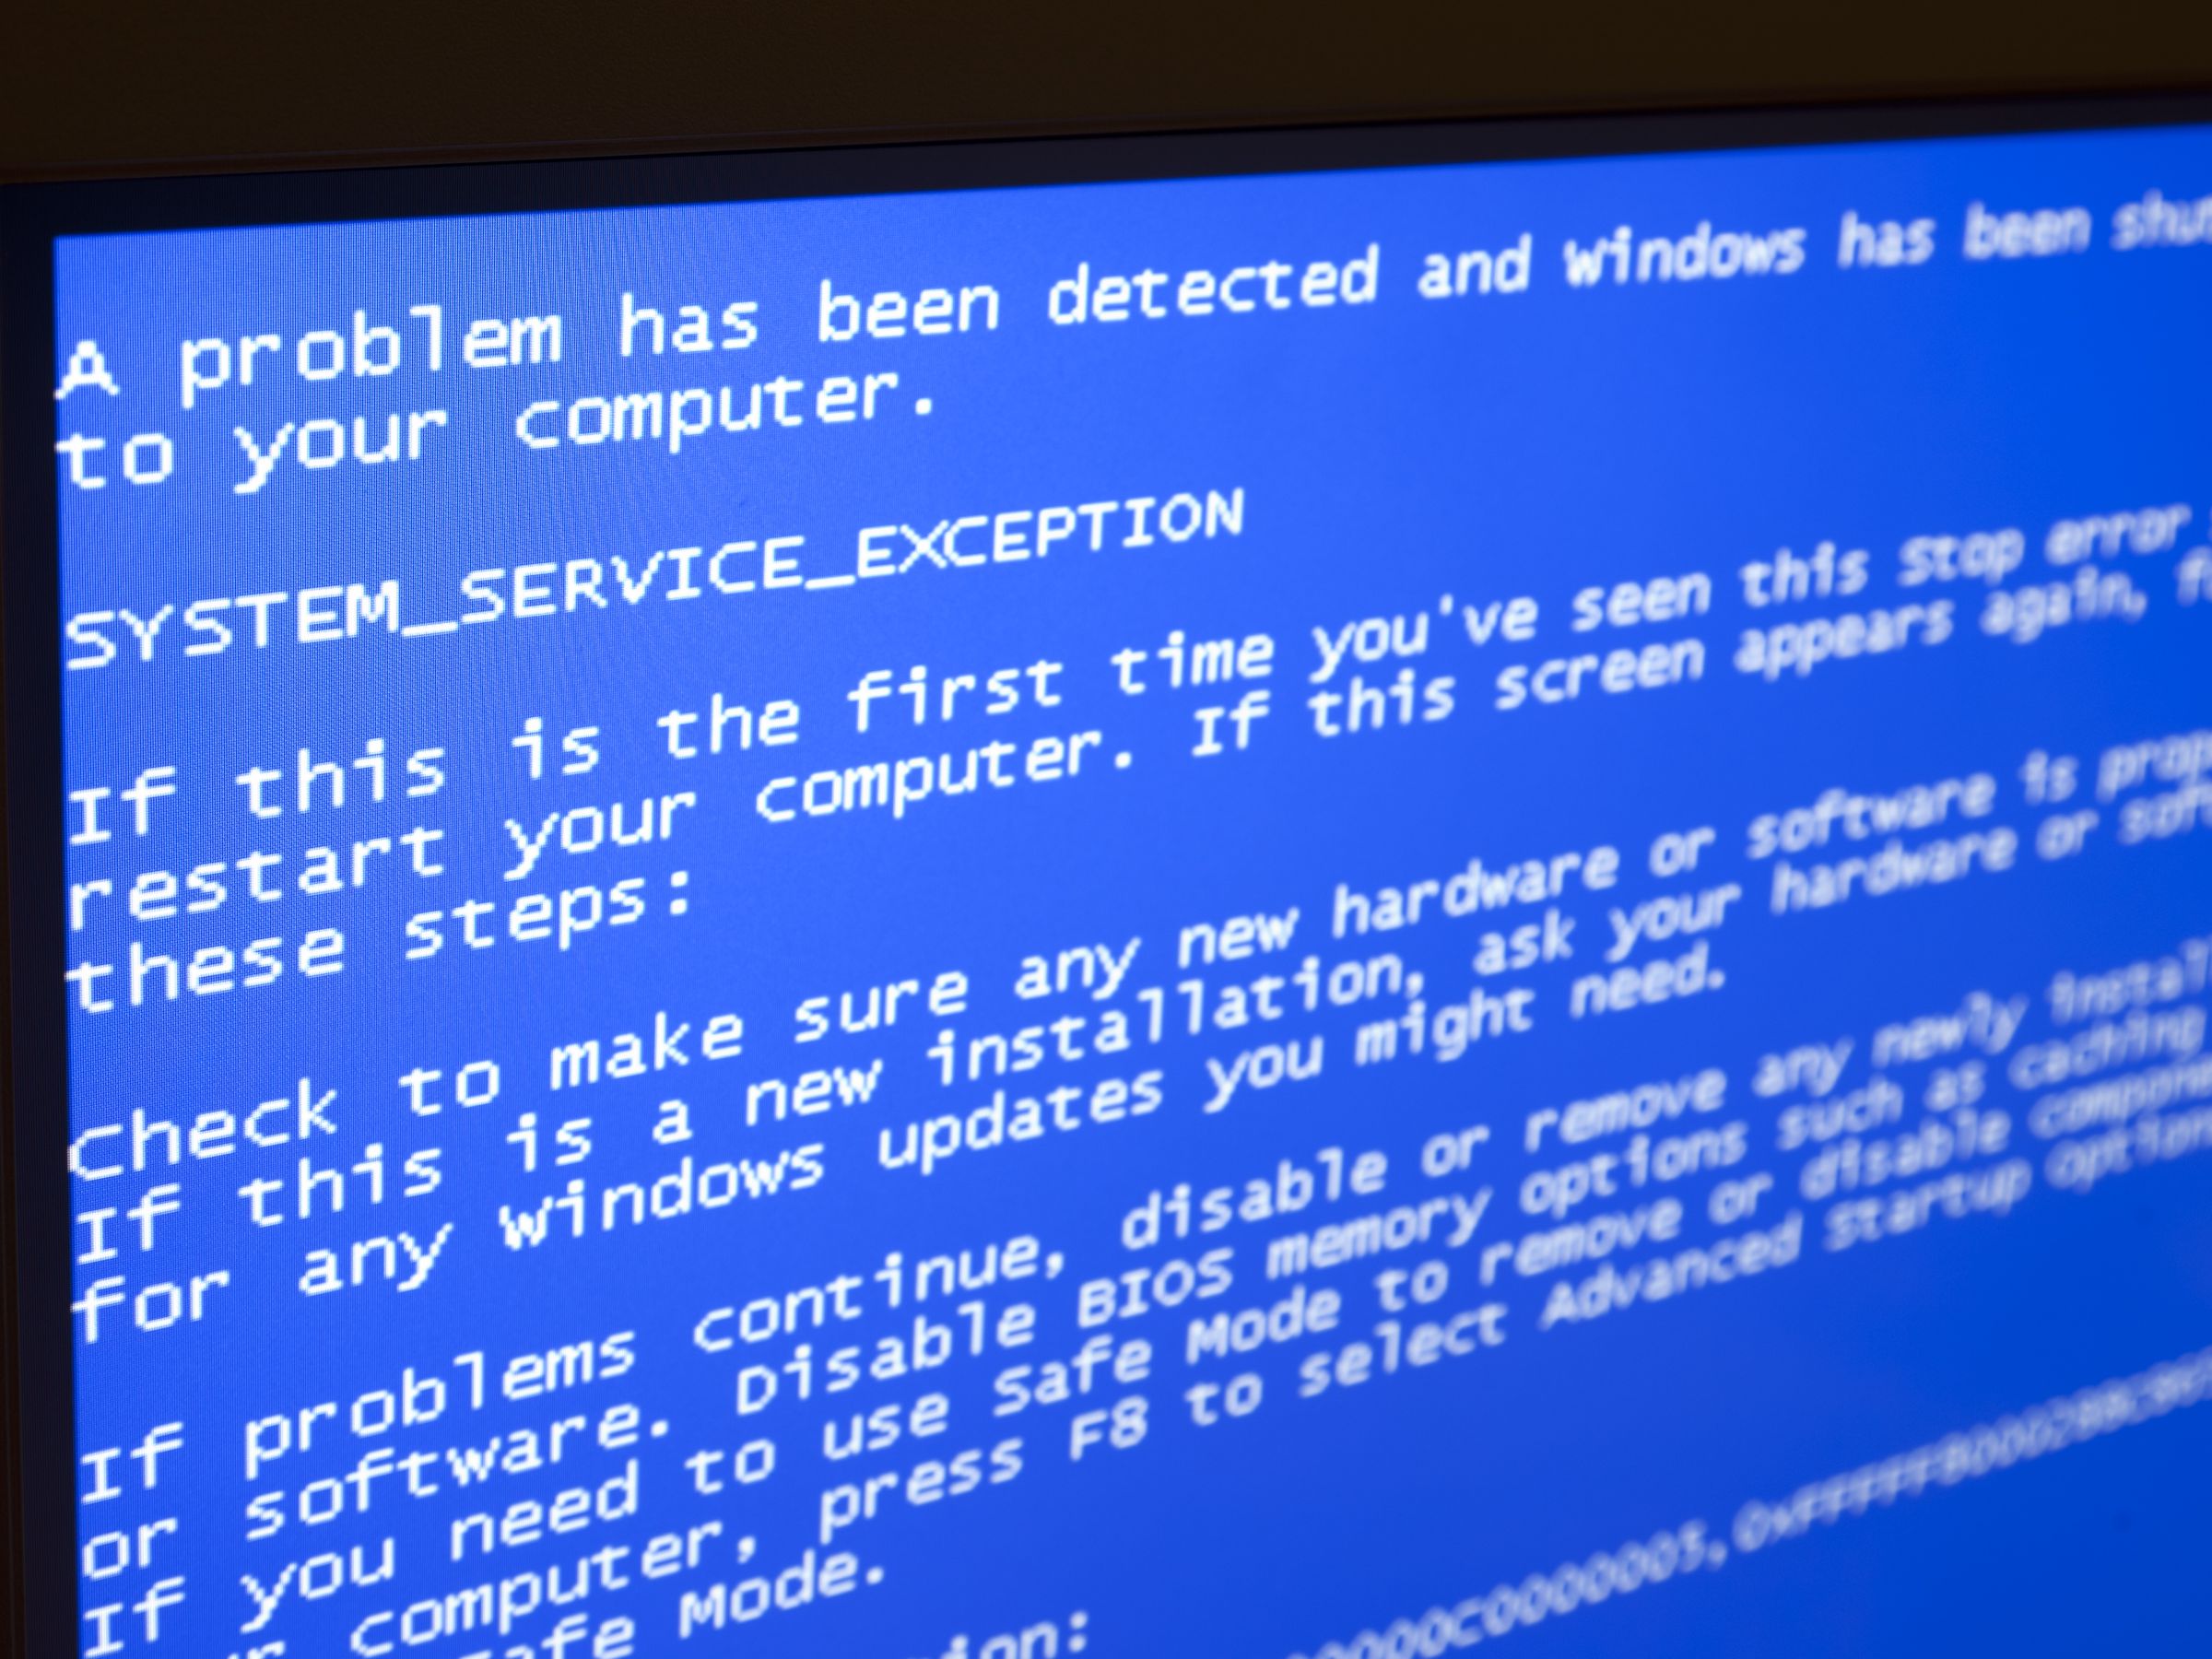 A problem has been detected and Windows has been
to your computer.
SYSTEM_SERVICE_EXCEPTION
If this is the first time you've seen this Stop error
restart your computer. If this screen appears again,
these steps:
Check to make sure any new hardware or software is
If this is a new installation, ask your hardware or
for any Windows updates you might need.
If problems continue, disable or remove any newly
or software. Disable BIOS memory options such as caching
If you need to use Safe Mode to remove or disable
computer, press F8 to select Advanced Startup
Mode.